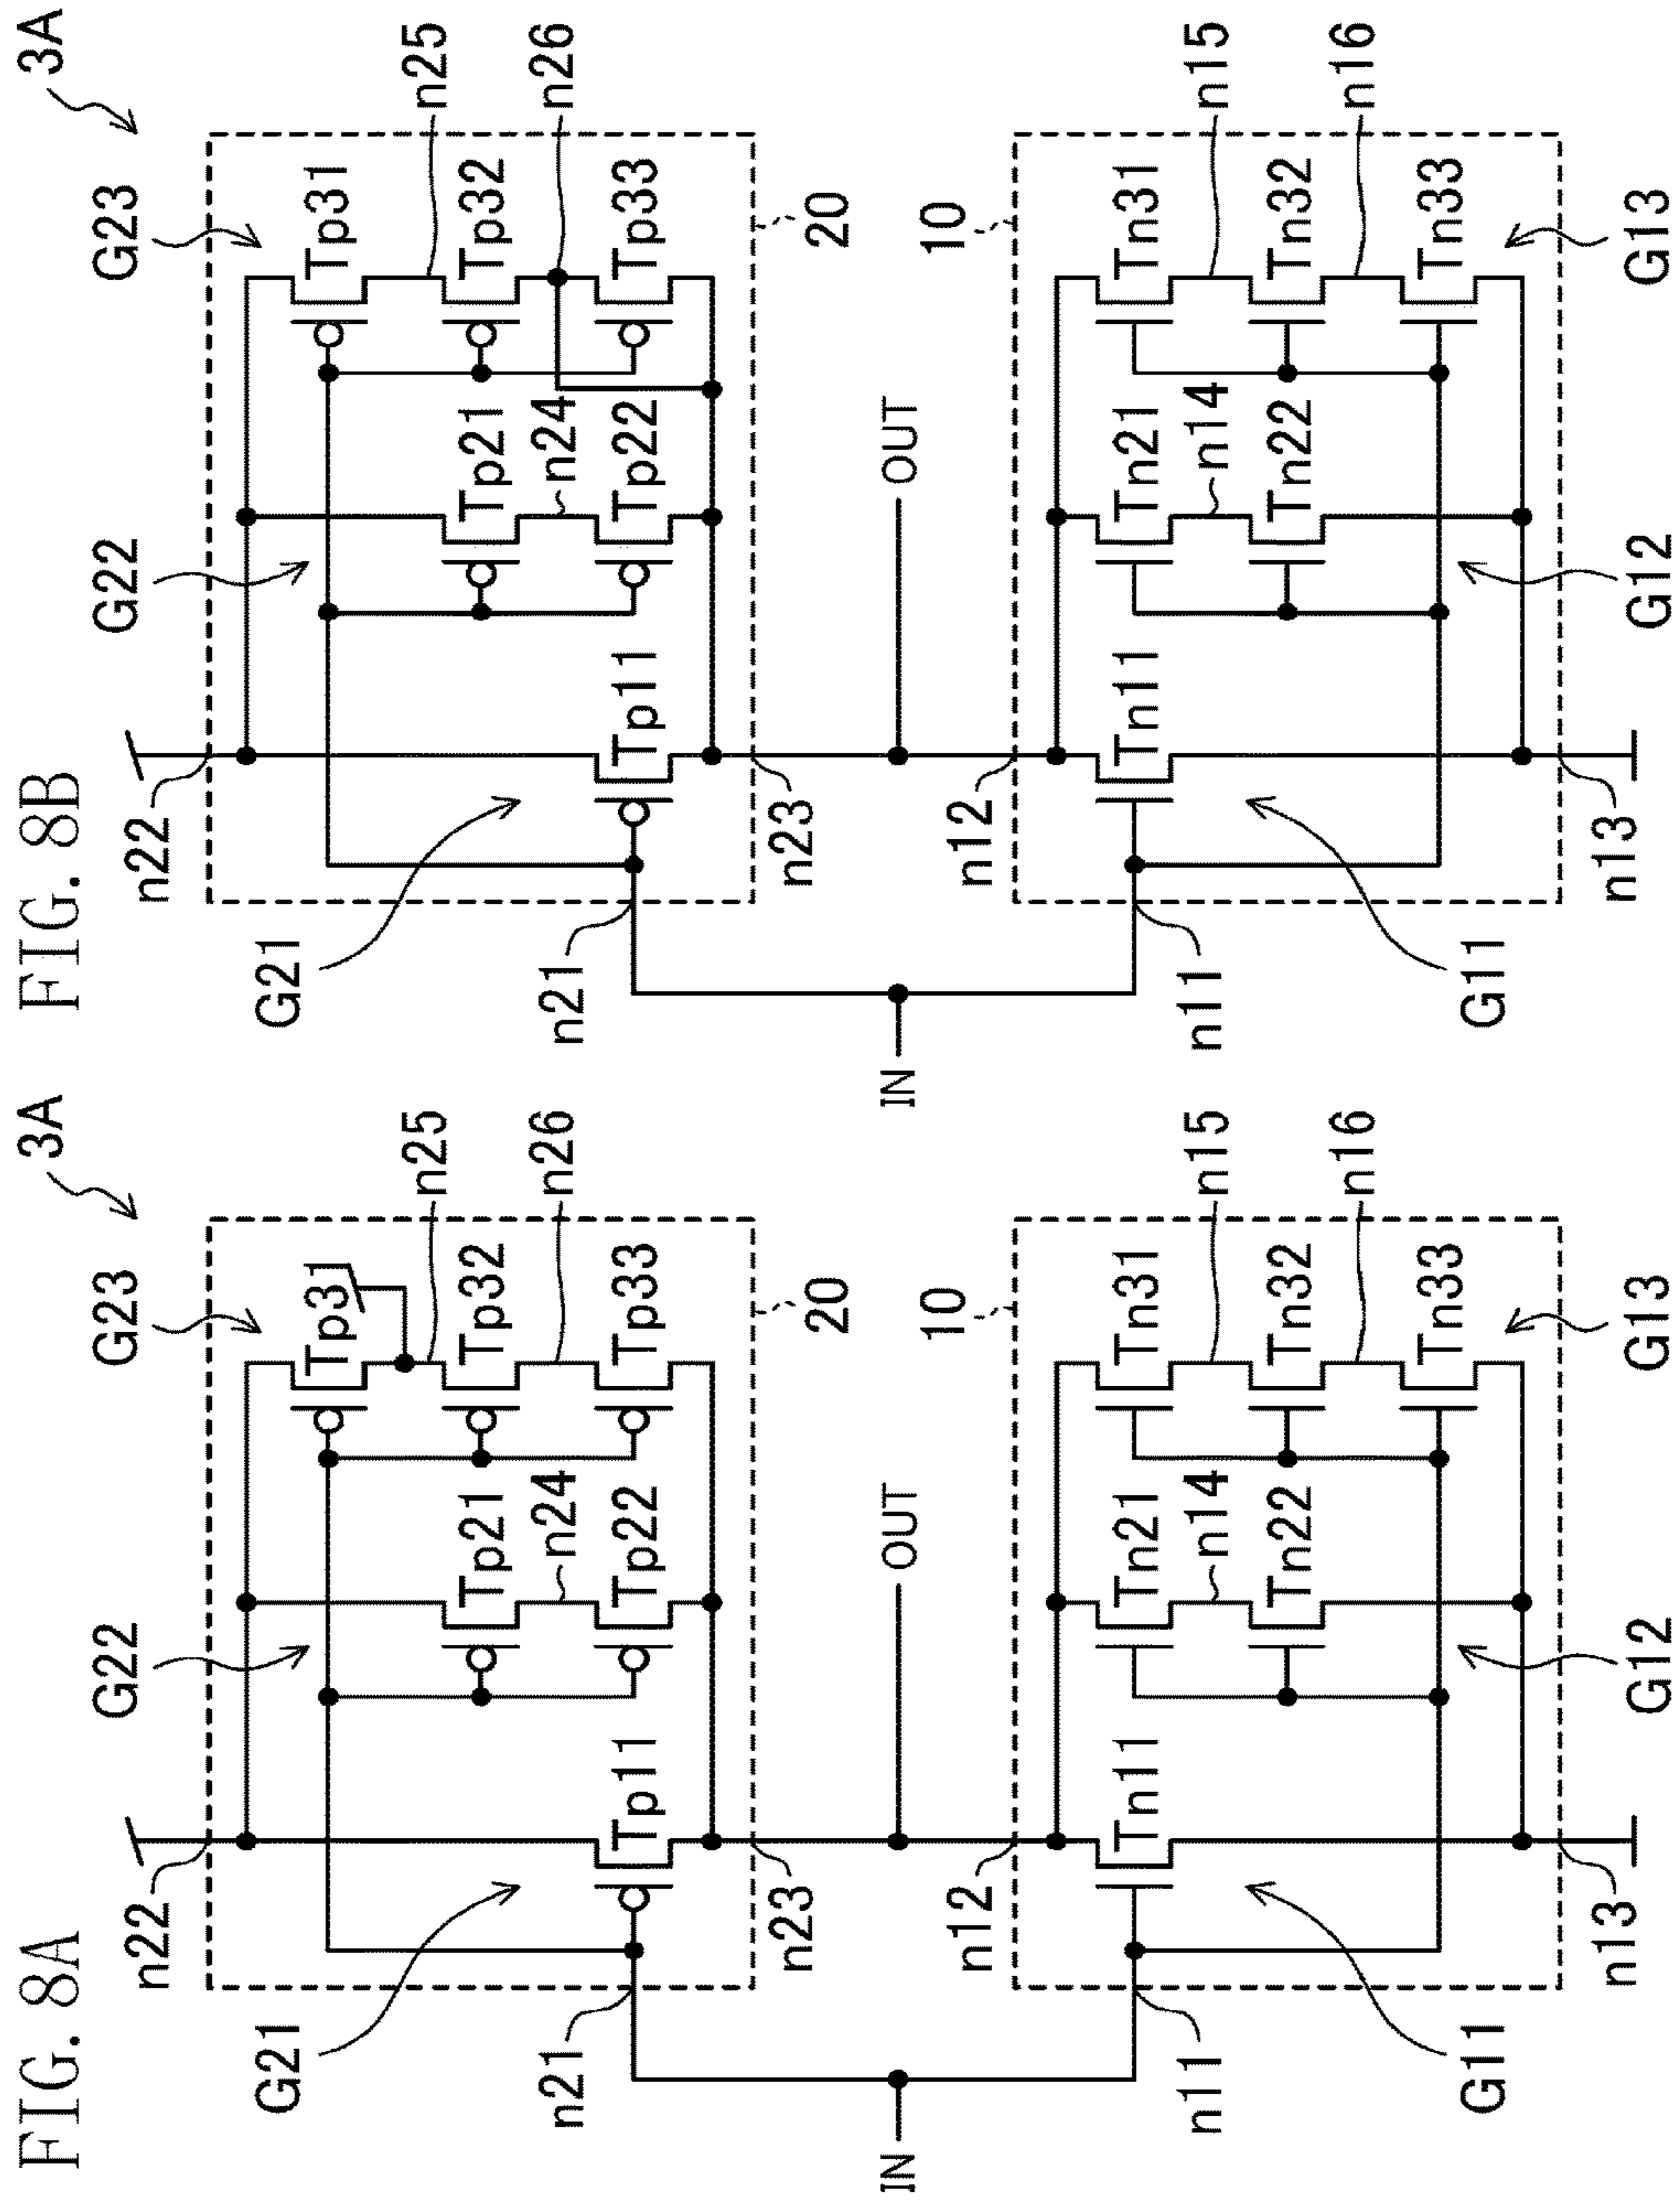 FIG. 8A
3A
n22
G21
G22
G23
Tp31
n25
Tp21
Tp32
n24
n26
Tp11
Tp22
Tp33
n21
n23
20
IN
OUT
10
n12
n11
Tn11
Tn21
Tn31
n14
n15
Tn22
Tn32
n16
Tn33
G11
n13
G12
G13
FIG. 8B
3A
n22
G21
G22
G23
Tp31
n25
Tp21
Tp32
n24
n26
Tp11
Tp22
Tp33
n21
n23
20
IN
OUT
10
n12
n11
Tn11
Tn21
Tn31
n14
n15
Tn22
Tn32
n16
Tn33
G11
n13
G12
G13